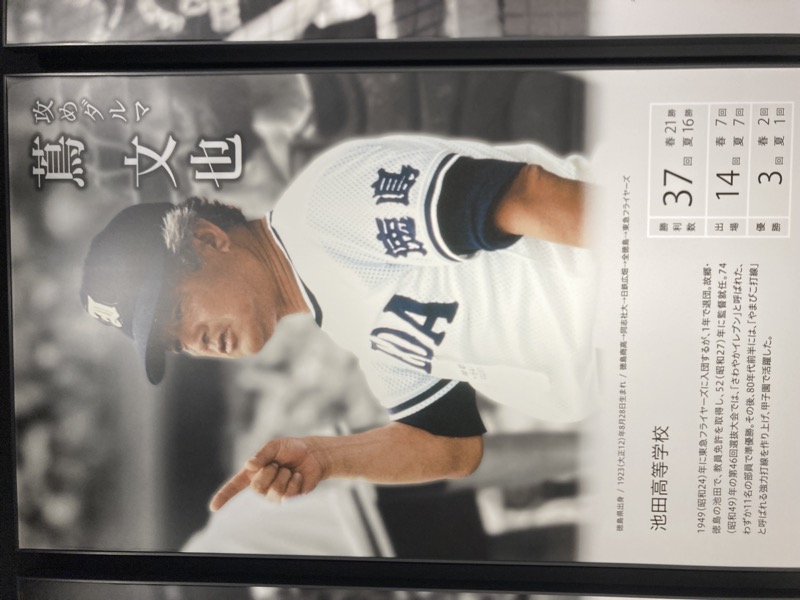 攻めダルマ
蔦 文也
徳島
IDA
徳島県出身 / 1923(大正12)年8月28日生まれ / 徳島商高→同志社大→日鉄広畑→全徳島→東急フライヤーズ
池田高等学校
1949(昭和24)年に東急フライヤーズに入団するが、1年で退団。故郷・
徳島の池田で、教員免許を取得し、52(昭和27)年に監督就任。74
(昭和49)年の第46回選抜大会では、「さわやかイレブン」と呼ばれた、
わずか11名の部員で準優勝。その後、80年代前半には、「やまびこ打線」
と呼ばれる強力打線を作り上げ、甲子園で活躍した。
勝利数 37回 春 21勝 夏 16勝
出場 14回 春 7回 夏 7回
優勝 3回 春 2回 夏 1回